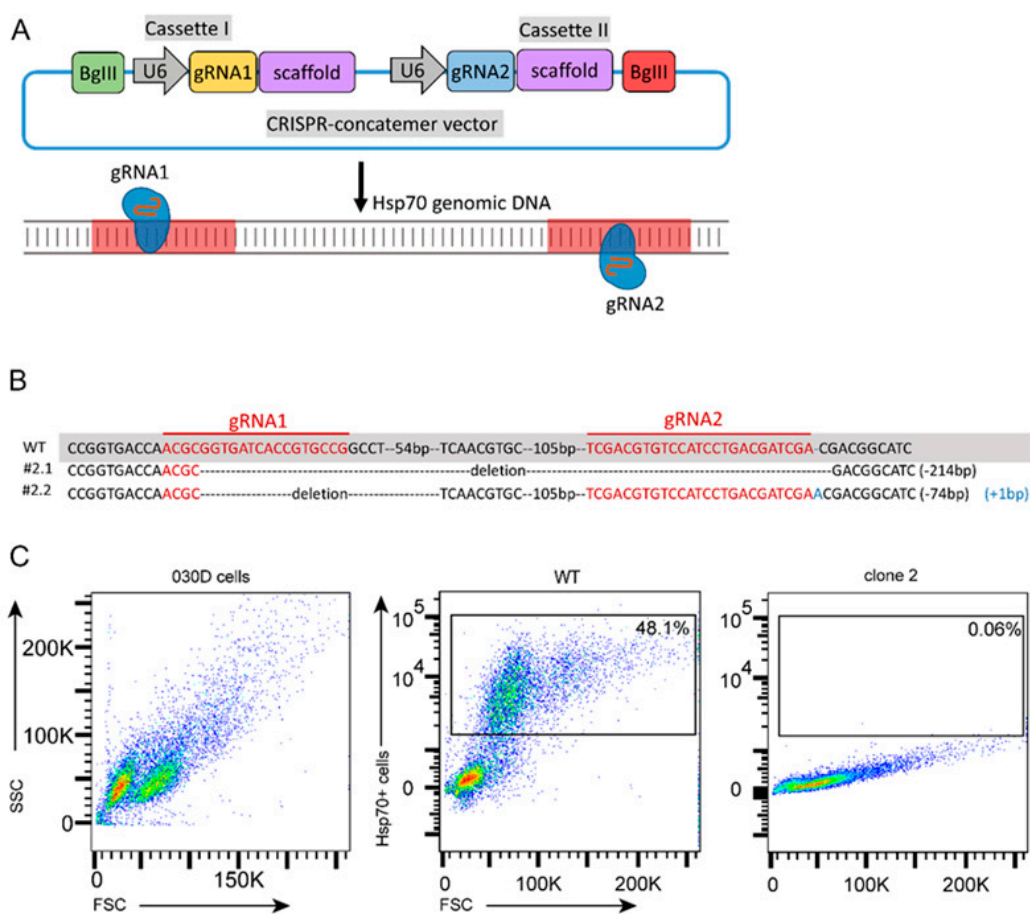 A
Cassette I
Cassette II
BgIII
U6
gRNA1
scaffold
U6
gRNA2
scaffold
BgIII
CRISPR-concatemer vector
gRNA1
Hsp70 genomic DNA
gRNA2
B
gRNA1
gRNA2
WT CCGGTGACCAACGCGGTGATCACCGTGCCGGCCT--54bp---TCAACGTGC--105bp--TCGACGTGTCCATCCTGACGATCGA-CGACGGCATC
#2.1 CCGGTGACCAACGC----deletion----GACGGCATC (-214bp)
#2.2 CCGGTGACCAACGC----deletion----TCAACGTGC--105bp--TCGACGTGTCCATCCTGACGATCGAACGACGGCATC (-74bp) (+1bp)
C
030D cells
WT
clone 2
SSC
200K
100K
0
0
150K
FSC
Hsp70+ cells
10^5
10^4
0
48.1%
0
100K
200K
FSC
10^5
10^4
0
0.06%
0
100K
200K